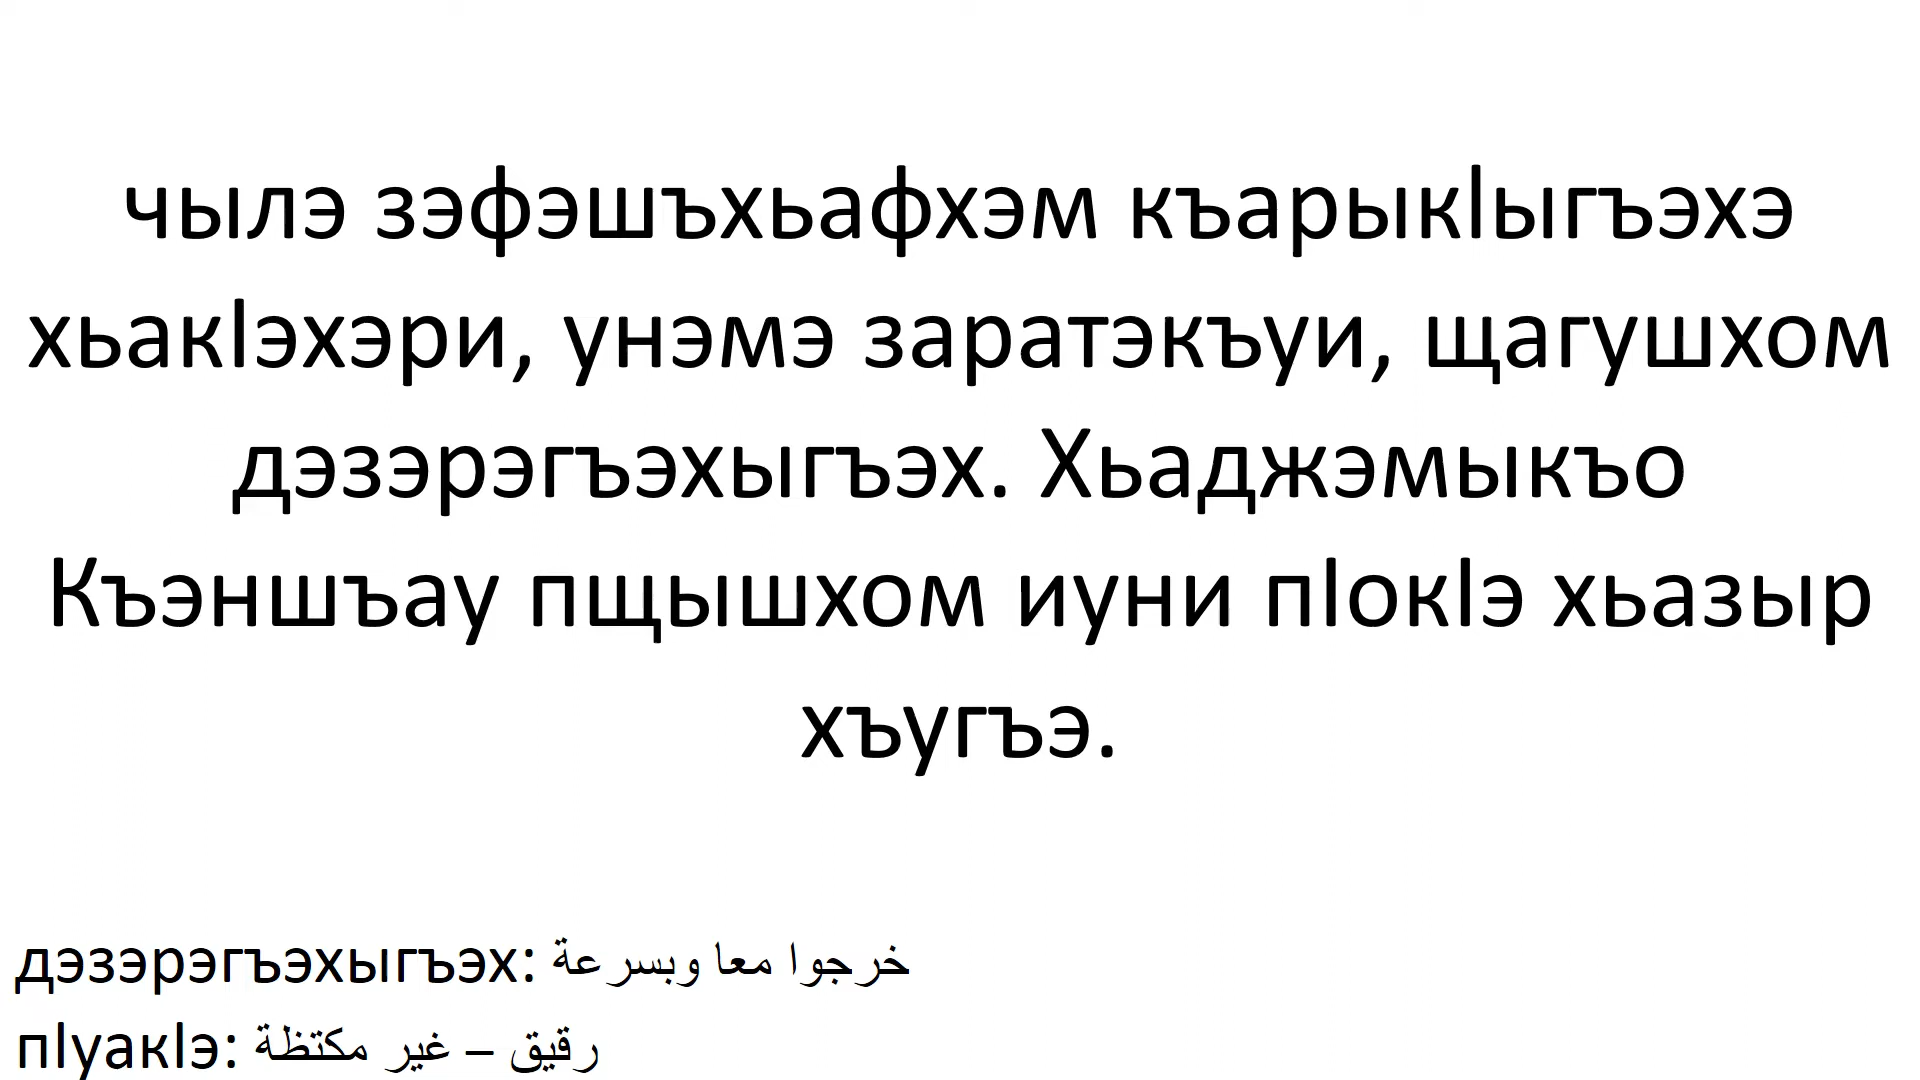 чылэ зэфэшъхьафхэм къарыкӏыгъэхэ
хьакӏэхэри, унэмэ заратэкъуи, щагушхом
дэзэрэгъэхыгъэх. Хьаджэмыкъо
Къэншъау пщышхом иуни пӏокӏэ хьазыр
хъугъэ.
дэзэрэгъэхыгъэх: خرجوا معا وبسرعة
пӏуакӏэ: رقيق – غير مكتظة